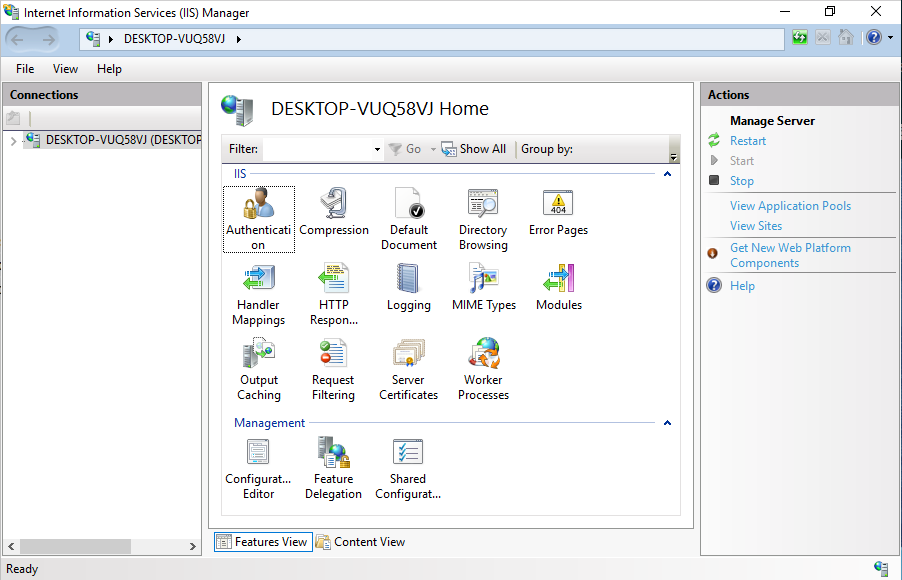 Internet Information Services (IIS) Manager
DESKTOP-VUQ58VJ
File View Help
Connections
DESKTOP-VUQ58VJ (DESKTOP
DESKTOP-VUQ58VJ Home
Filter: Go Show All Group by:
IIS
Authenticati
on
Compression
Default
Document
Directory
Browsing
Error Pages
404
Handler
Mappings
HTTP
Respon...
Logging
MIME Types
Modules
Output
Caching
Request
Filtering
Server
Certificates
Worker
Processes
Management
Configurat...
Editor
Feature
Delegation
Shared
Configurat...
Features View Content View
Actions
Manage Server
Restart
Start
Stop
View Application Pools
View Sites
Get New Web Platform
Components
Help
Ready